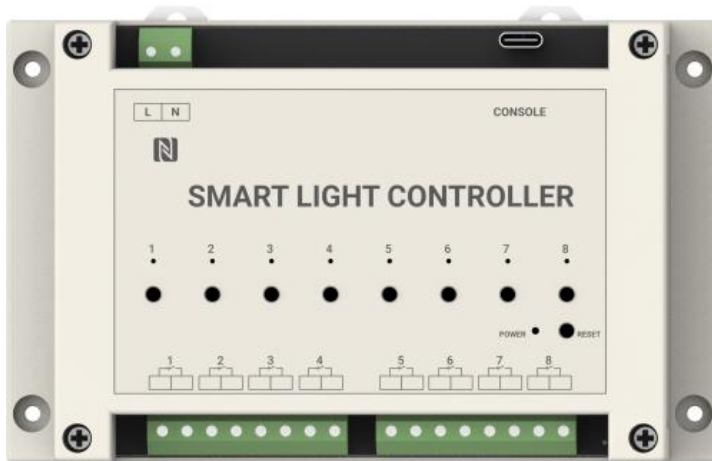 L N
CONSOLE
SMART LIGHT CONTROLLER
1 2 3 4 5 6 7 8
POWER RESET
1 2 3 4 5 6 7 8